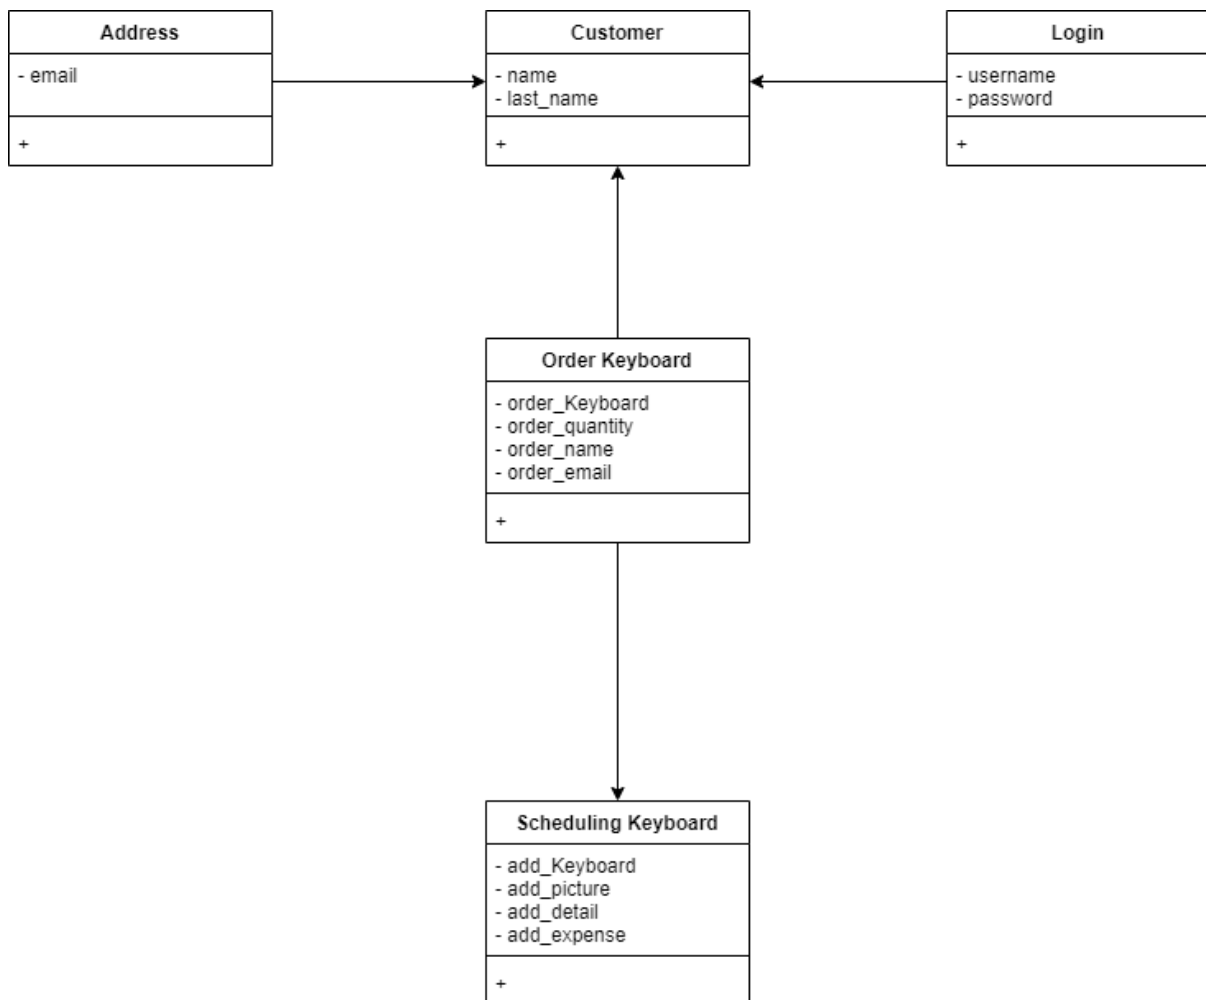 Address
- email
+
Customer
- name
- last_name
+
Login
- username
- password
+
Order Keyboard
- order_Keyboard
- order_quantity
- order_name
- order_email
+
Scheduling Keyboard
- add_Keyboard
- add_picture
- add_detail
- add_expense
+